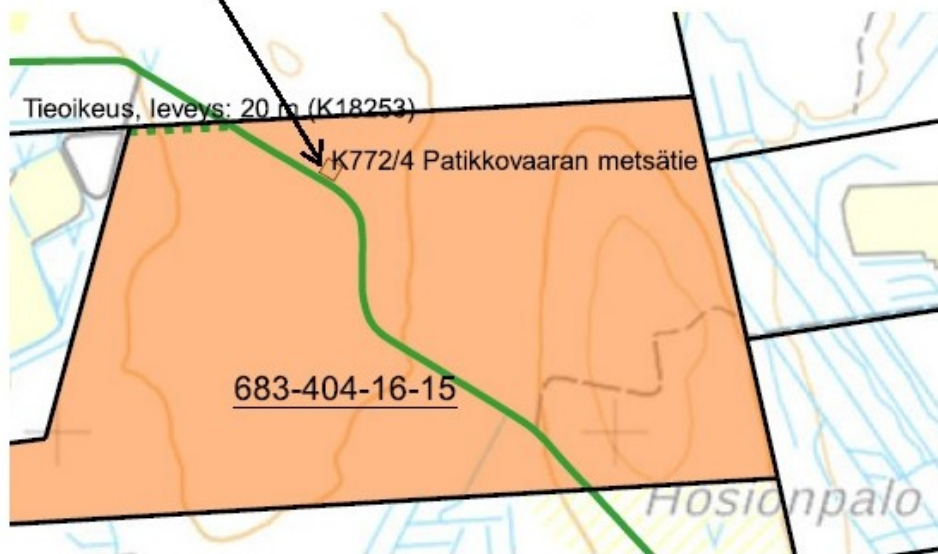 Tieoikeus, leveys: 20 m (K18253)
K772/4 Patikkovaaran metsätie
683-404-16-15
Hosionpalo